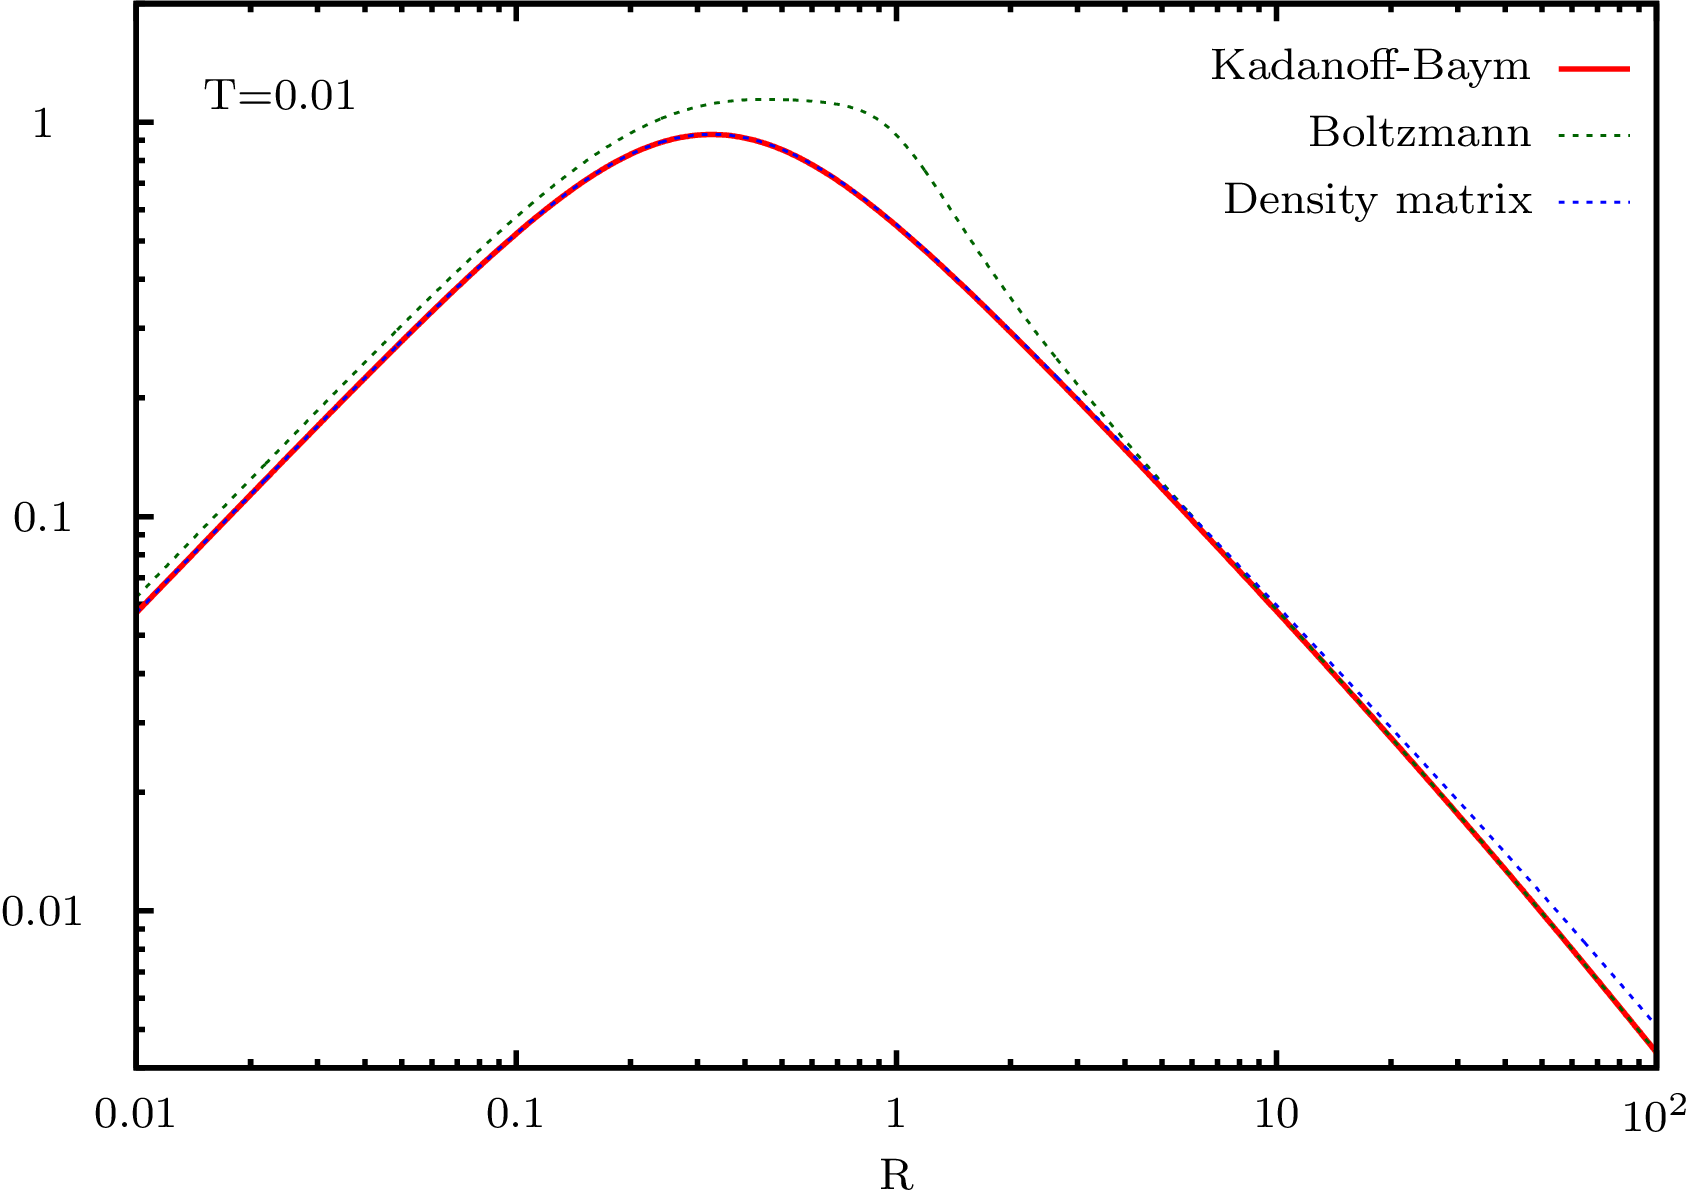 Kadanoff-Baym
T=0.01
Boltzmann
Density matrix
1
0.1
0.01
0.01 0.1 1 10 10²
R